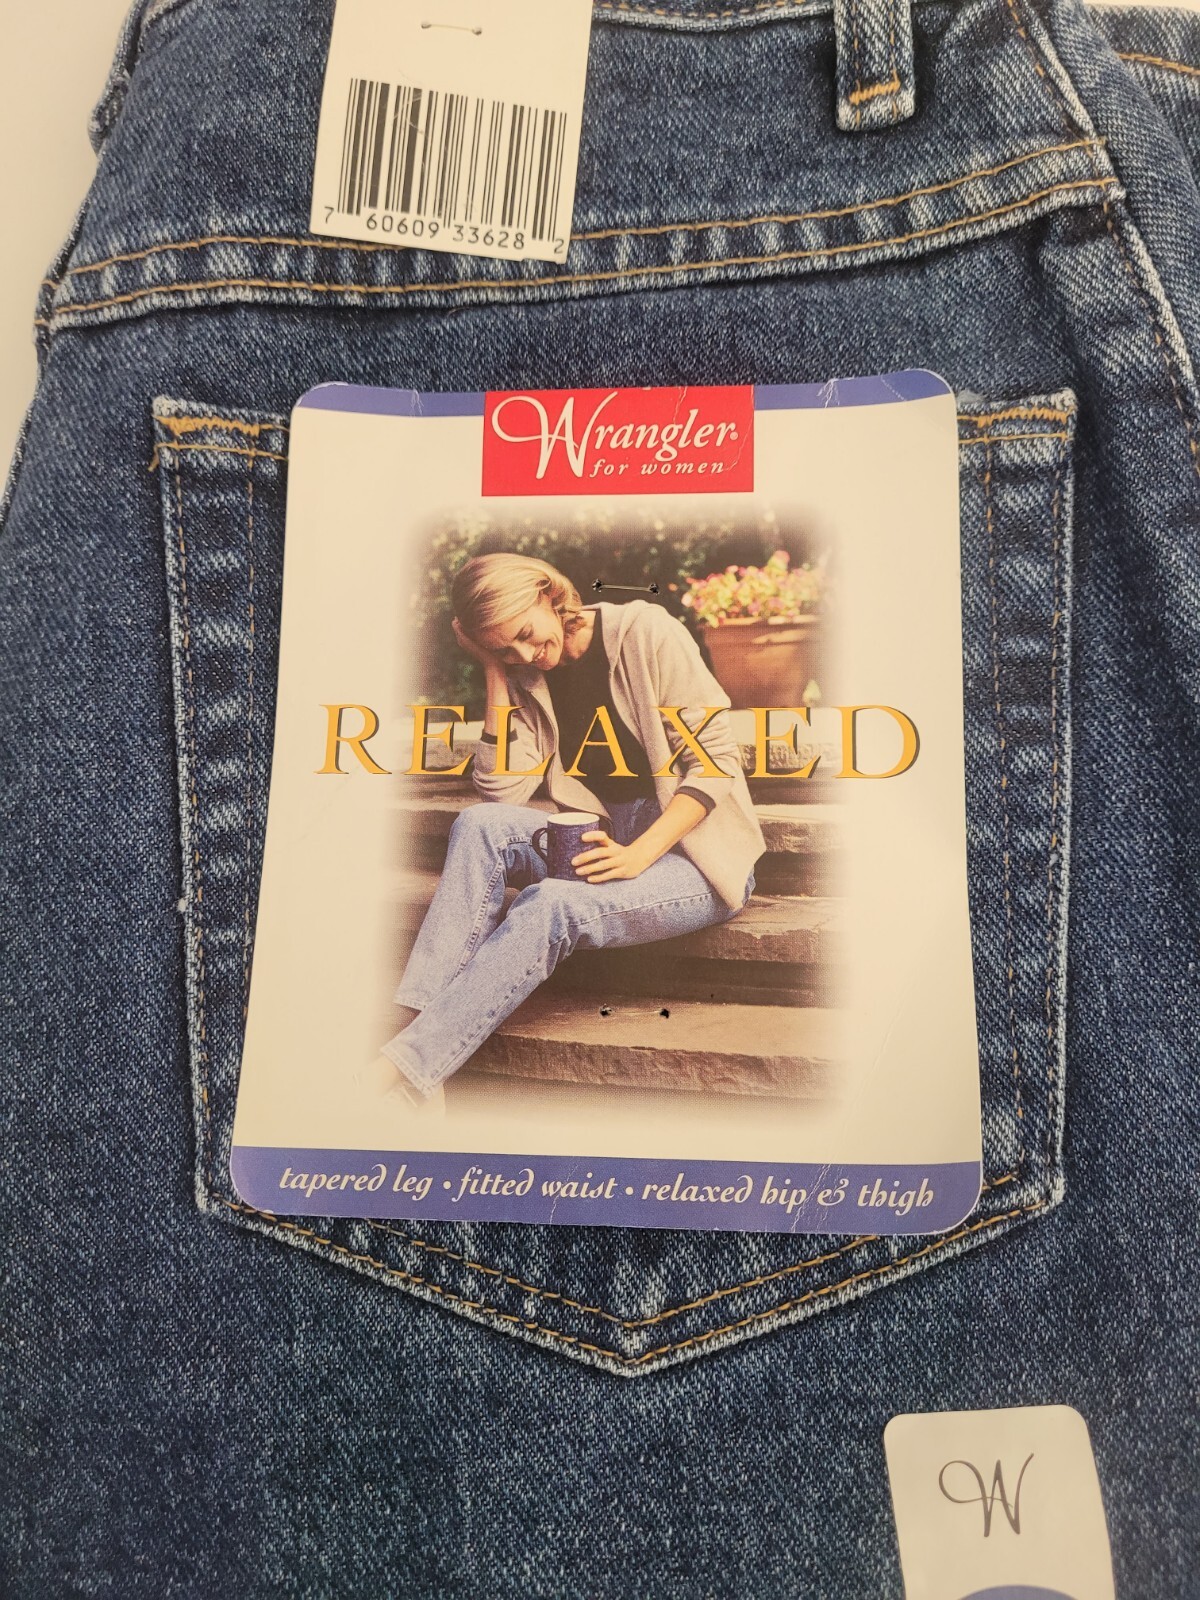 7 60609 33628 2
Wrangler®
for women
RELAXED
tapered leg • fitted waist • relaxed hip & thigh
W